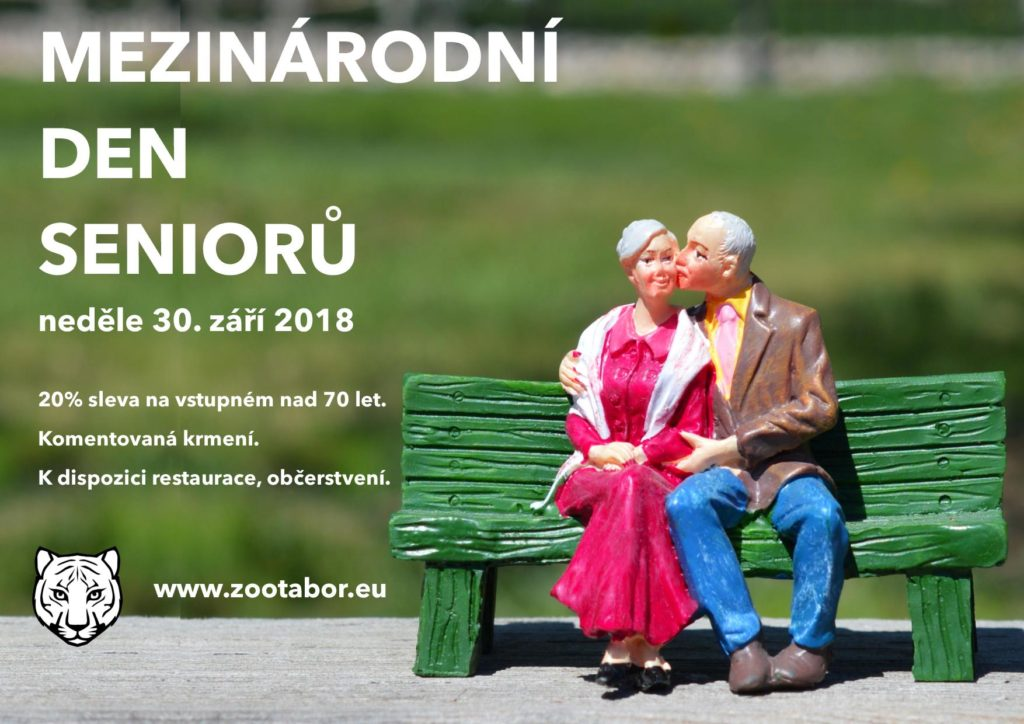 MEZINÁRODNÍ
DEN
SENIORŮ
neděle 30. září 2018
20% sleva na vstupném nad 70 let.
Komentovaná krmení.
K dispozici restaurace, občerstvení.
www.zootabor.eu